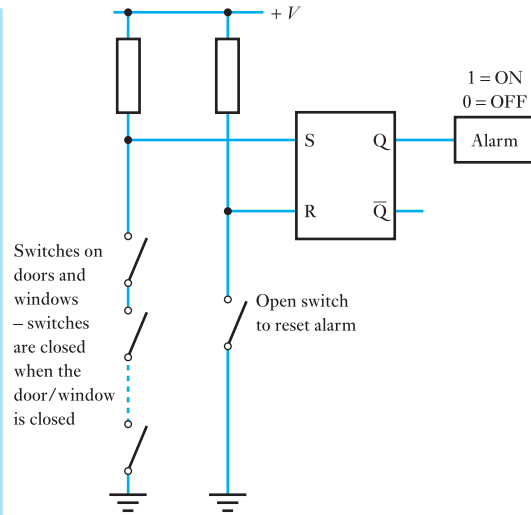 + V
1 = ON
0 = OFF
S
Q
Alarm
R
Q̅
Switches on
doors and
windows
– switches
are closed
when the
door/window
is closed
Open switch
to reset alarm